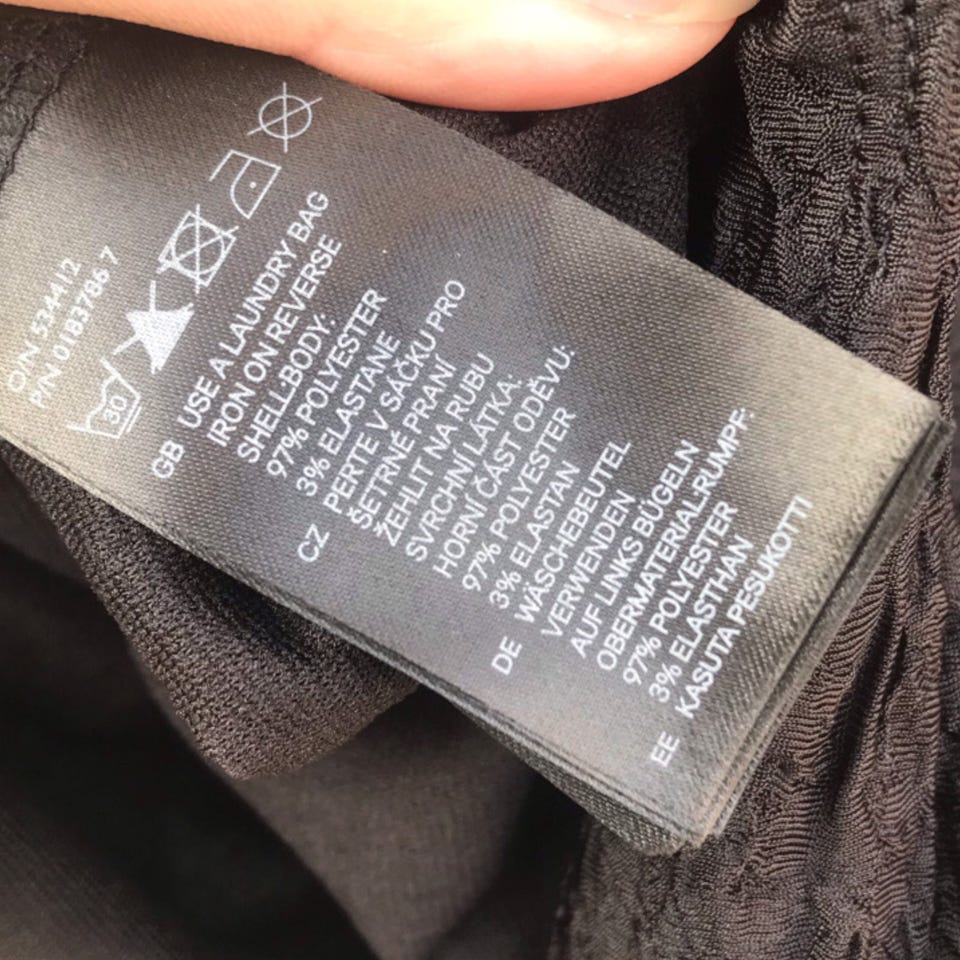 O/N 534412
P/N 0183786 7
30
GB USE A LAUNDRY BAG
IRON ON REVERSE
SHELL:BODY:
97% POLYESTER
3% ELASTANE
CZ PERTE V SÁČKU PRO
ŠETRNÉ PRANÍ
ŽEHLIT NA RUBU
SVRCHNÍ LÁTKA:
HORNÍ ČÁST ODĚVU:
97% POLYESTER
3% ELASTAN
DE WÄSCHEBEUTEL
VERWENDEN
AUF LINKS BÜGELN
OBERMATERIAL:RUMPF:
97% POLYESTER
3% ELASTHAN
EE KASUTA PESUKOTTI